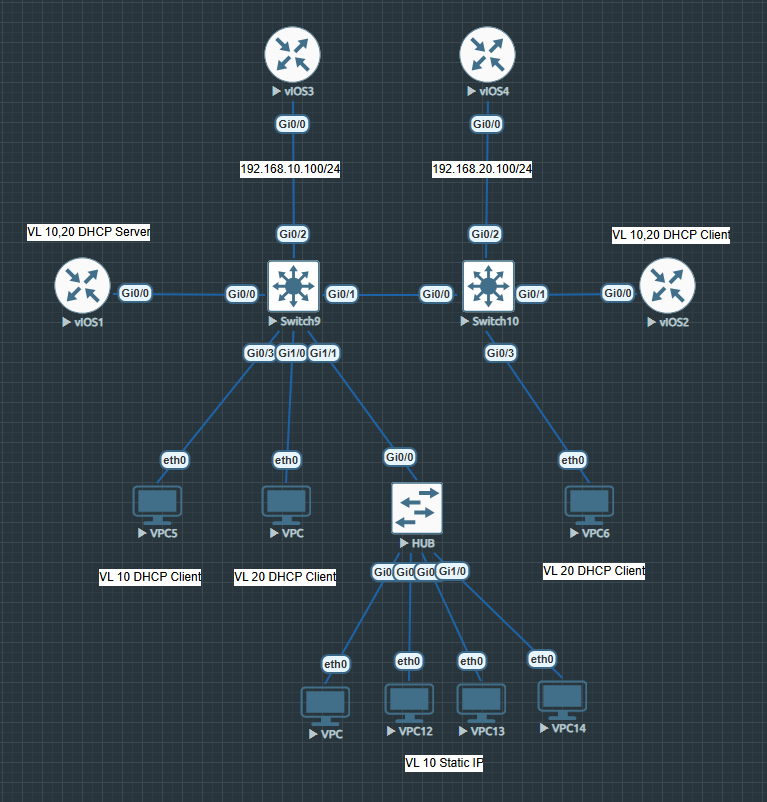 vIOS3
vIOS4
Gi0/0
Gi0/0
192.168.10.100/24
192.168.20.100/24
VL 10,20 DHCP Server
Gi0/2
Gi0/2
VL 10,20 DHCP Client
Gi0/0
Gi0/0
Gi0/1
Gi0/0
Gi0/1
Gi0/0
vIOS1
Switch9
Switch10
vIOS2
Gi0/3
Gi1/0
Gi1/1
Gi0/3
eth0
eth0
Gi0/0
eth0
VPC5
VPC
HUB
VPC6
VL 10 DHCP Client
VL 20 DHCP Client
Gi0
Gi0
Gi0
Gi1/0
VL 20 DHCP Client
eth0
eth0
eth0
eth0
VPC
VPC12
VPC13
VPC14
VL 10 Static IP